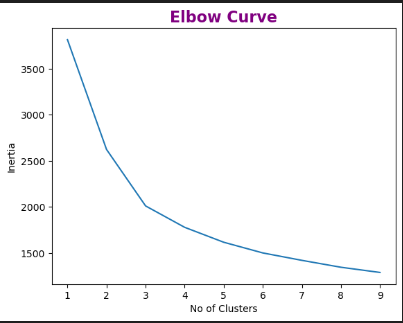 Elbow Curve
3500
3000
2500
2000
1500
Inertia
1 2 3 4 5 6 7 8 9
No of Clusters